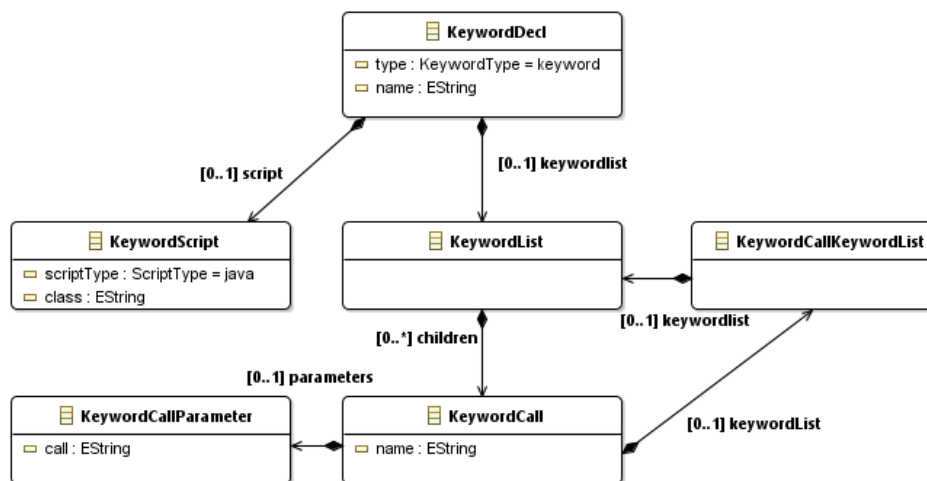 KeywordDecl
type : KeywordType = keyword
name : EString
[0..1] script
[0..1] keywordlist
KeywordScript
scriptType : ScriptType = java
class : EString
KeywordList
KeywordCallKeywordList
[0..1] keywordlist
[0..*] children
[0..1] parameters
KeywordCallParameter
call : EString
KeywordCall
name : EString
[0..1] keywordList